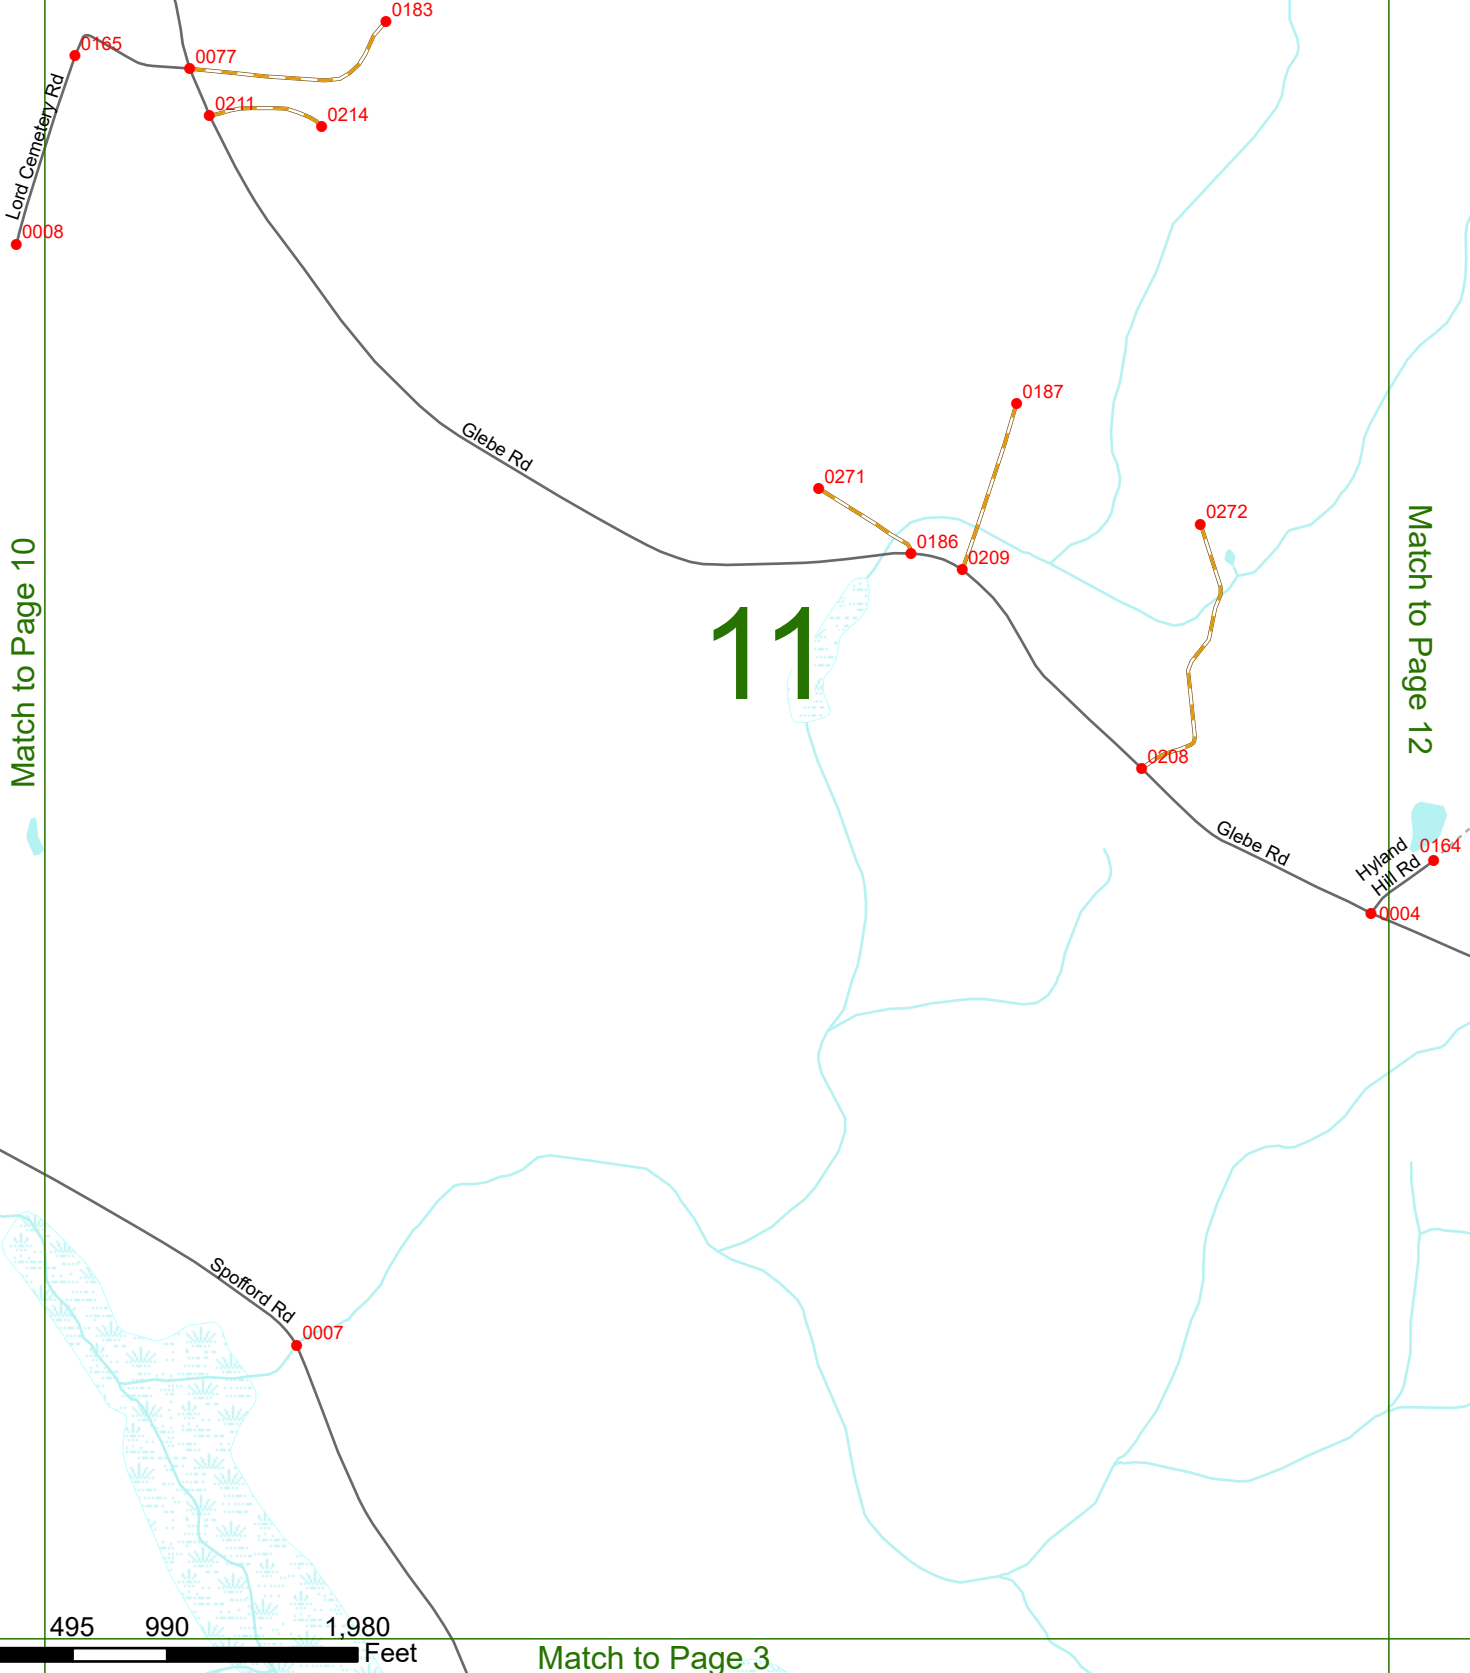 0183
0165
0077
0211
0214
Lord Cemetery Rd
0008
Glebe Rd
0187
0271
0272
0186
0209
Match to Page 10
Match to Page 12
11
0208
Glebe Rd
Hyland
Hill Rd
0164
0004
Spofford Rd
0007
495 990 1,980
Feet
Match to Page 3